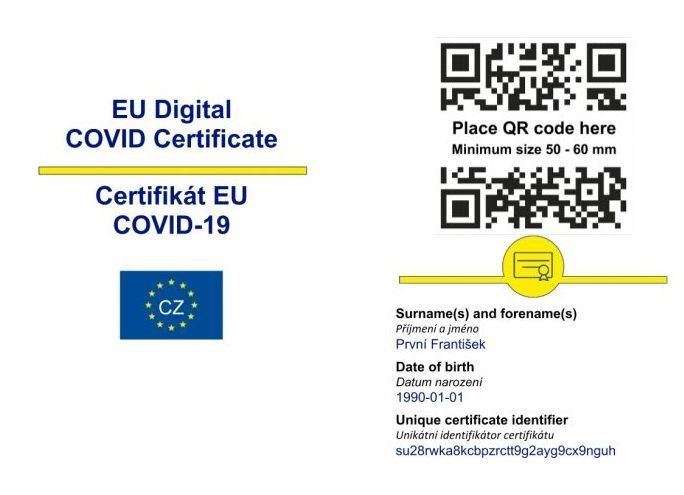 EU Digital
COVID Certificate
Certifikát EU
COVID-19
CZ
Place QR code here
Minimum size 50 - 60 mm
Surname(s) and forename(s)
Příjmení a jméno
První František
Date of birth
Datum narození
1990-01-01
Unique certificate identifier
Unikátní identifikátor certifikátu
su28rwka8kcbpzrctt9g2ayg9cx9nguh